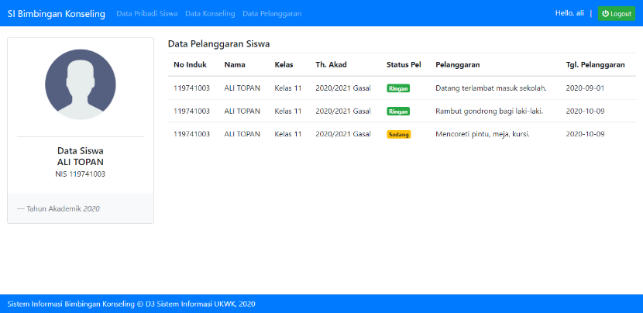 SI Bimbingan Konseling Data Pribadi Siswa Data Konseling Data Pelanggaran Hello, ali | Logout
Data Pelanggaran Siswa
No Induk Nama Kelas Th. Akad Status Pel Pelanggaran Tgl. Pelanggaran
119741003 ALI TOPAN Kelas 11 2020/2021 Gasal Ringan Datang terlambat masuk sekolah. 2020-09-01
119741003 ALI TOPAN Kelas 11 2020/2021 Gasal Ringan Rambut gondrong bagi laki-laki. 2020-10-09
119741003 ALI TOPAN Kelas 11 2020/2021 Gasal Sedang Mencoreti pintu, meja, kursi. 2020-10-09
Data Siswa
ALI TOPAN
NIS 119741003
— Tahun Akademik 2020
Sistem Informasi Bimbingan Konseling © D3 Sistem Informasi UKWK, 2020